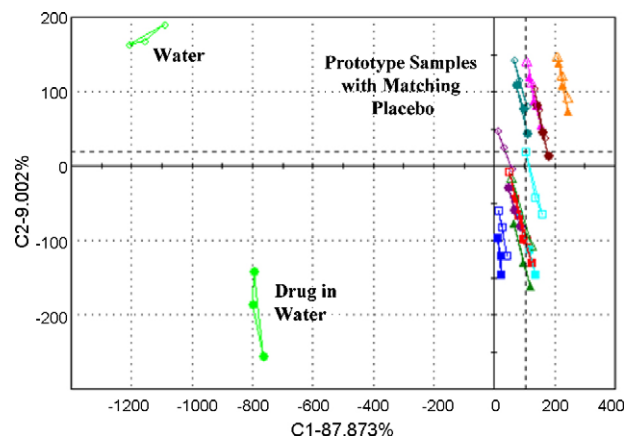 200
100
0
-100
-200
-300
C2-9.002%
Water
Prototype Samples
with Matching
Placebo
Drug in
Water
-1200
-1000
-800
-600
-400
-200
0
200
400
C1-87.873%